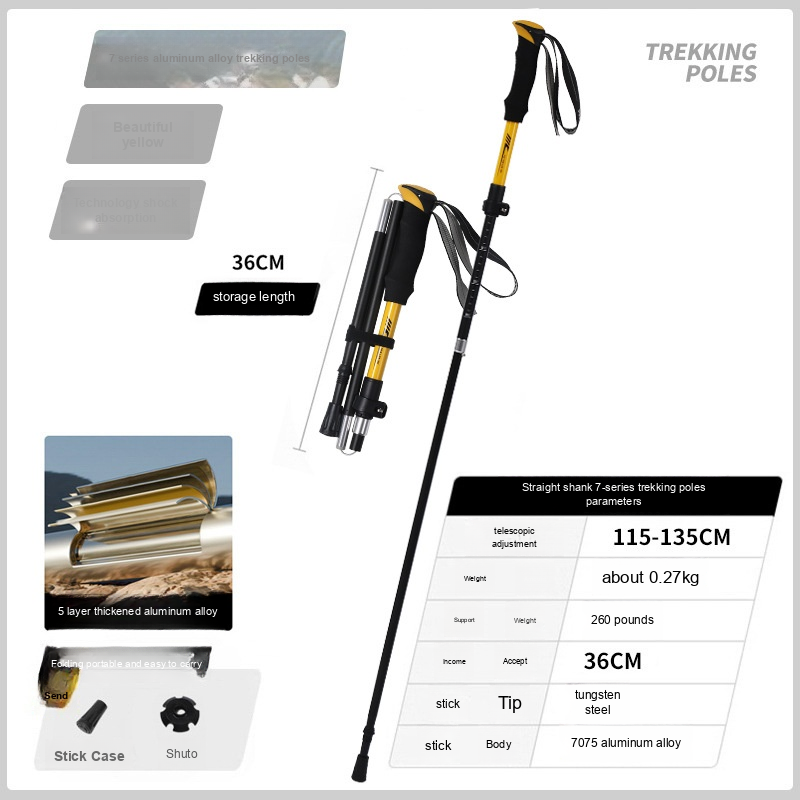 TREKKING
POLES
7 series aluminum alloy trekking poles
Beautiful
yellow
Technology shock
absorption
36CM
storage length
5 layer thickened aluminum alloy
Folding portable and easy to carry
Send
Stick Case
Shuto
Straight shank 7-series trekking poles
parameters
telescopic
adjustment
115-135CM
Weight
about 0.27kg
Support Weight
260 pounds
Income Accept
36CM
stick Tip
tungsten
steel
stick Body
7075 aluminum alloy